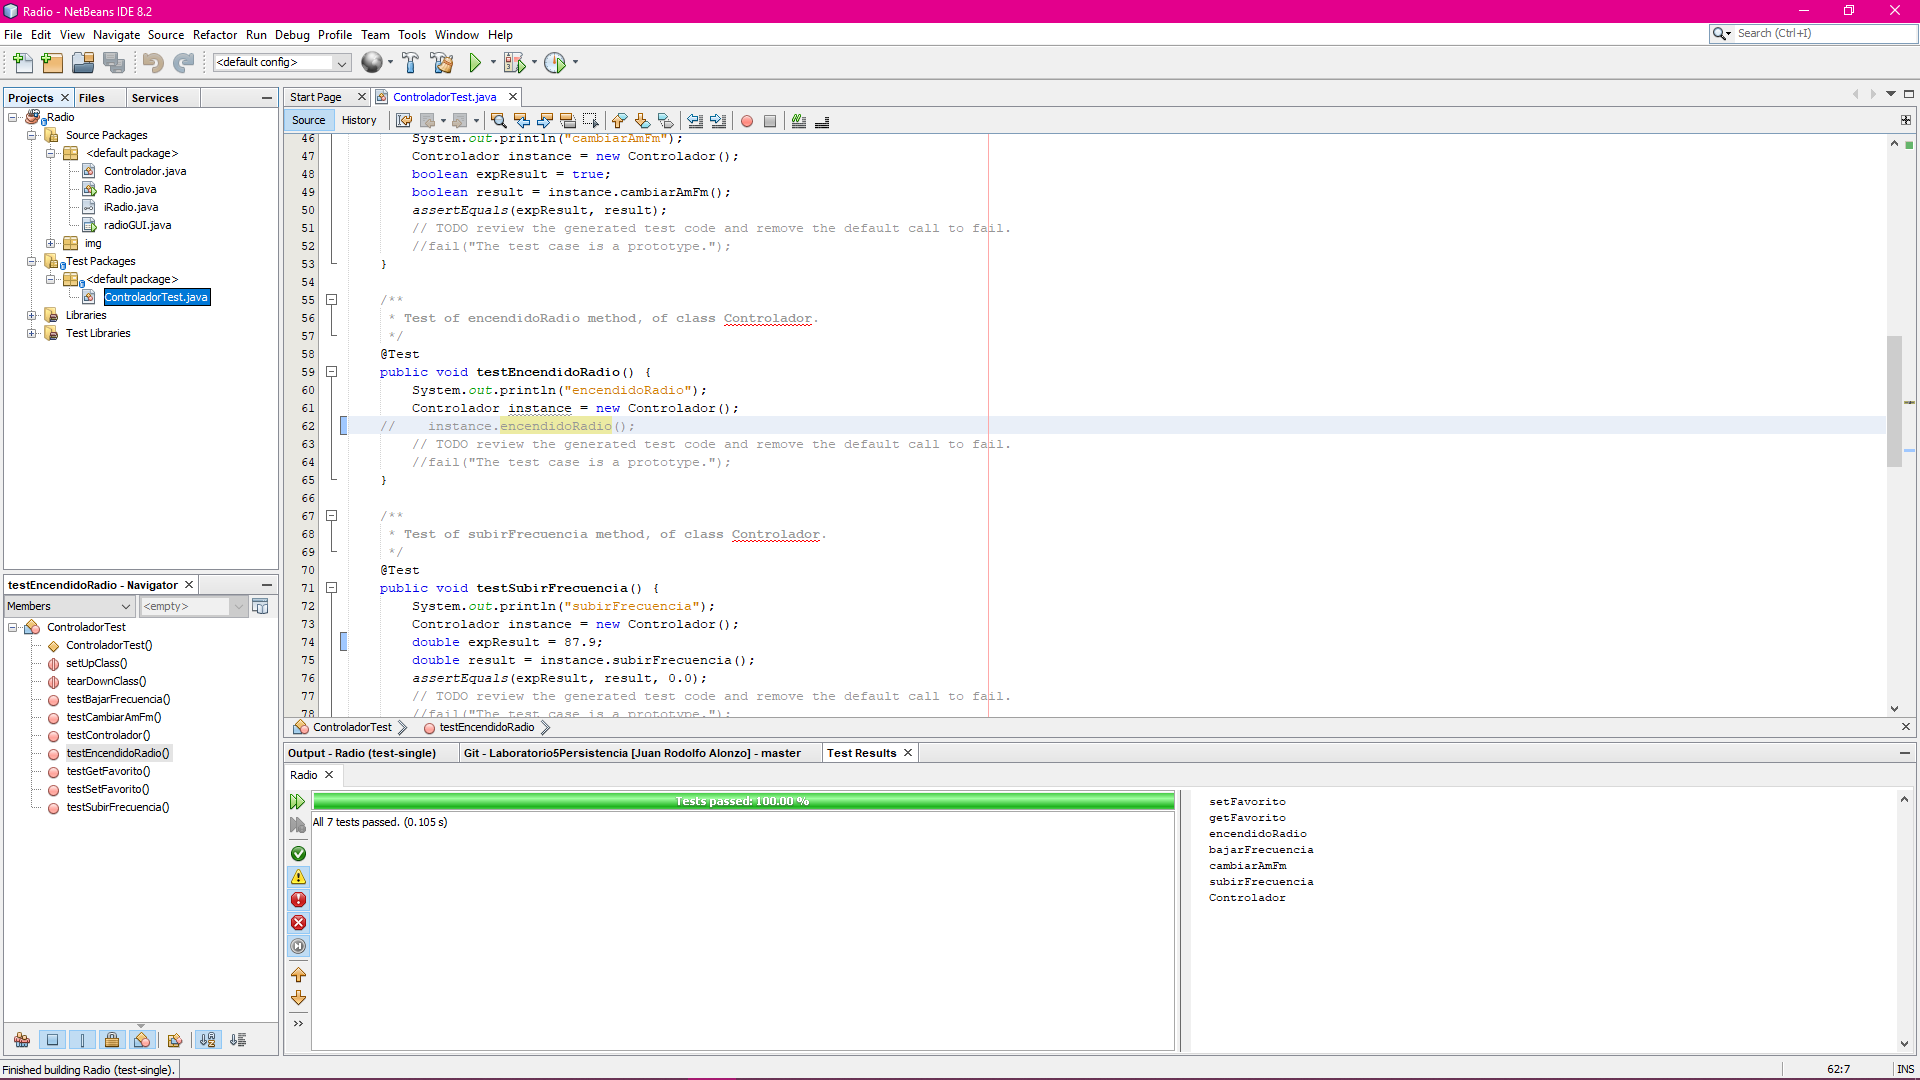 Radio - NetBeans IDE 8.2
File Edit View Navigate Source Refactor Run Debug Profile Team Tools Window Help
Search (Ctrl+I)
<default config>
Projects Files Services
Radio
Source Packages
<default package>
Controlador.java
Radio.java
iRadio.java
radioGUI.java
img
Test Packages
<default package>
ControladorTest.java
Libraries
Test Libraries
testEncendidoRadio - Navigator
Members <empty>
ControladorTest
ControladorTest()
setUpClass()
tearDownClass()
testBajarFrecuencia()
testCambiarAmFm()
testControlador()
testEncendidoRadio()
testGetFavorito()
testSetFavorito()
testSubirFrecuencia()
Start Page ControladorTest.java
Source History
46 System.out.println("cambiarAmFm");
47 Controlador instance = new Controlador();
48 boolean expResult = true;
49 boolean result = instance.cambiarAmFm();
50 assertEquals(expResult, result);
51 // TODO review the generated test code and remove the default call to fail.
52 //fail("The test case is a prototype.");
53 }
54
55 /**
56 * Test of encendidoRadio method, of class Controlador.
57 */
58 @Test
59 public void testEncendidoRadio() {
60 System.out.println("encendidoRadio");
61 Controlador instance = new Controlador();
62 // instance.encendidoRadio();
63 // TODO review the generated test code and remove the default call to fail.
64 //fail("The test case is a prototype.");
65 }
66
67 /**
68 * Test of subirFrecuencia method, of class Controlador.
69 */
70 @Test
71 public void testSubirFrecuencia() {
72 System.out.println("subirFrecuencia");
73 Controlador instance = new Controlador();
74 double expResult = 87.9;
75 double result = instance.subirFrecuencia();
76 assertEquals(expResult, result, 0.0);
77 // TODO review the generated test code and remove the default call to fail.
78 //fail("The test case is a prototype.");
ControladorTest testEncendidoRadio
Output - Radio (test-single) Git - Laboratorio5Persistencia [Juan Rodolfo Alonzo] - master Test Results
Radio
Tests passed: 100.00 %
All 7 tests passed. (0.105 s)
setFavorito
getFavorito
encendidoRadio
bajarFrecuencia
cambiarAmFm
subirFrecuencia
Controlador
Finished building Radio (test-single).
62:7 INS